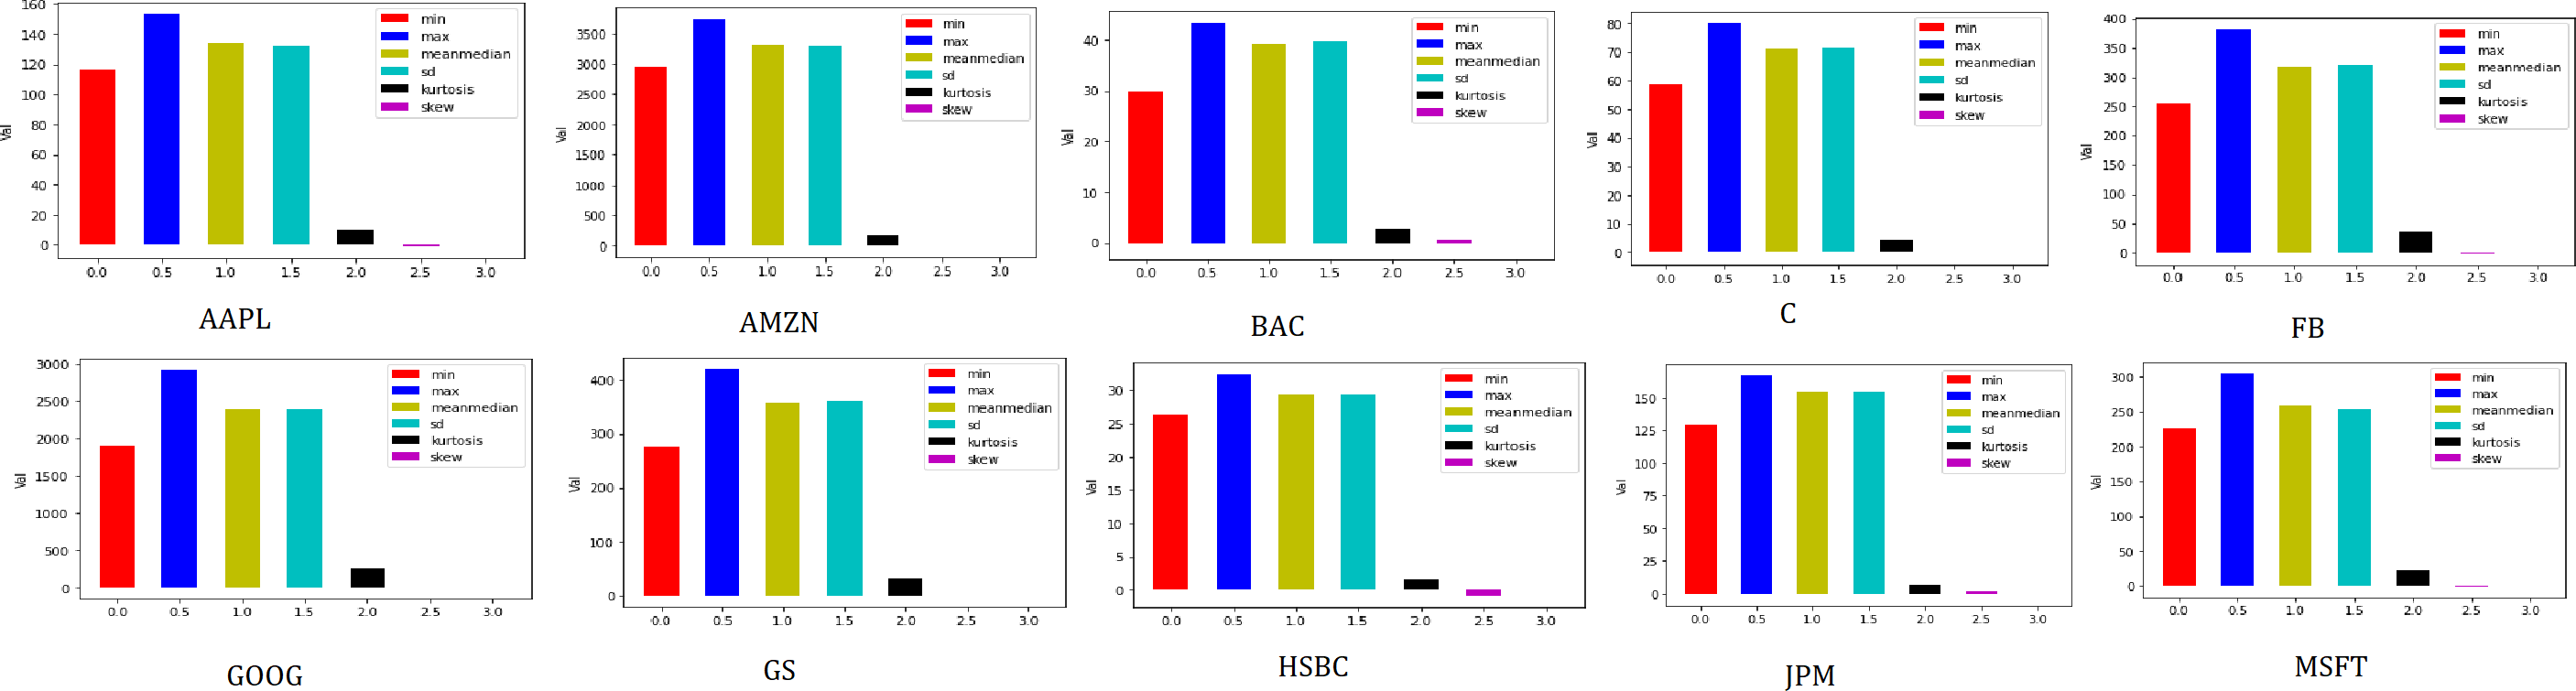 160
140
120
100
80
60
40
20
0
Val
0.0 0.5 1.0 1.5 2.0 2.5 3.0
min
max
meanmedian
sd
kurtosis
skew
AAPL
3500
3000
2500
2000
1500
1000
500
0
Val
0.0 0.5 1.0 1.5 2.0 2.5 3.0
min
max
meanmedian
sd
kurtosis
skew
AMZN
40
30
20
10
0
Val
0.0 0.5 1.0 1.5 2.0 2.5 3.0
min
max
meanmedian
sd
kurtosis
skew
BAC
80
70
60
50
40
30
20
10
0
Val
0.0 0.5 1.0 1.5 2.0 2.5 3.0
min
max
meanmedian
sd
kurtosis
skew
C
400
350
300
250
200
150
100
50
0
Val
0.0 0.5 1.0 1.5 2.0 2.5 3.0
min
max
meanmedian
sd
kurtosis
skew
FB
3000
2500
2000
1500
1000
500
0
Val
0.0 0.5 1.0 1.5 2.0 2.5 3.0
min
max
meanmedian
sd
kurtosis
skew
GOOG
400
300
200
100
0
Val
0.0 0.5 1.0 1.5 2.0 2.5 3.0
min
max
meanmedian
sd
kurtosis
skew
GS
30
25
20
15
10
5
0
Val
0.0 0.5 1.0 1.5 2.0 2.5 3.0
min
max
meanmedian
sd
kurtosis
skew
HSBC
150
125
100
75
50
25
0
Val
0.0 0.5 1.0 1.5 2.0 2.5 3.0
min
max
meanmedian
sd
kurtosis
skew
JPM
300
250
200
150
100
50
0
Val
0.0 0.5 1.0 1.5 2.0 2.5 3.0
min
max
meanmedian
sd
kurtosis
skew
MSFT